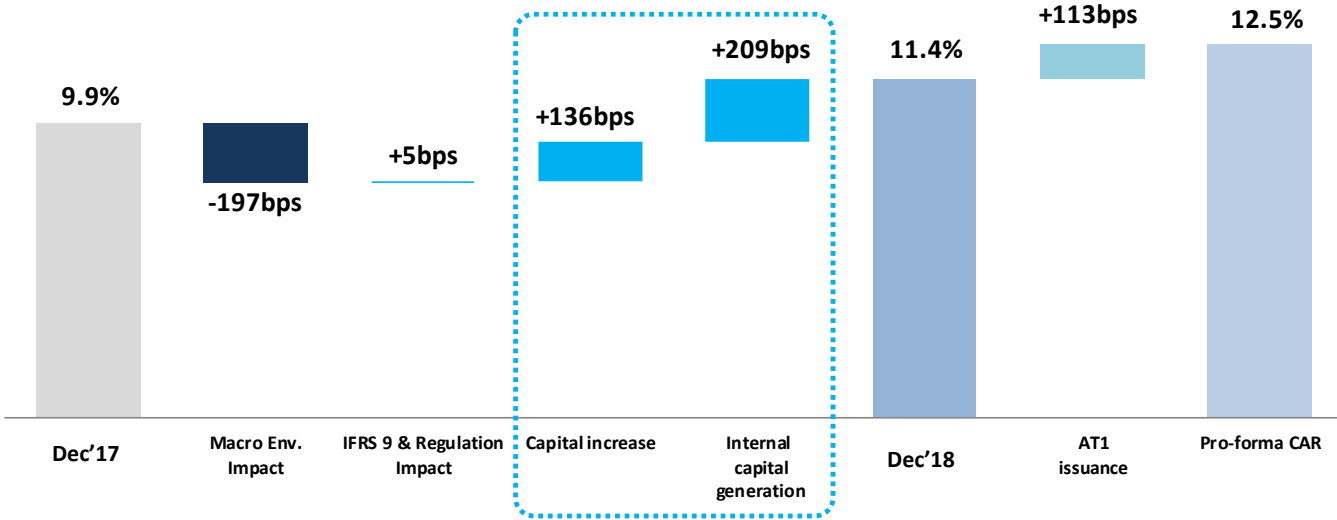 9.9%
-197bps
+5bps
+136bps
+209bps
11.4%
+113bps
12.5%
Dec’17
Macro Env.
Impact
IFRS 9 & Regulation
Impact
Capital increase
Internal
capital
generation
Dec’18
AT1
issuance
Pro-forma CAR